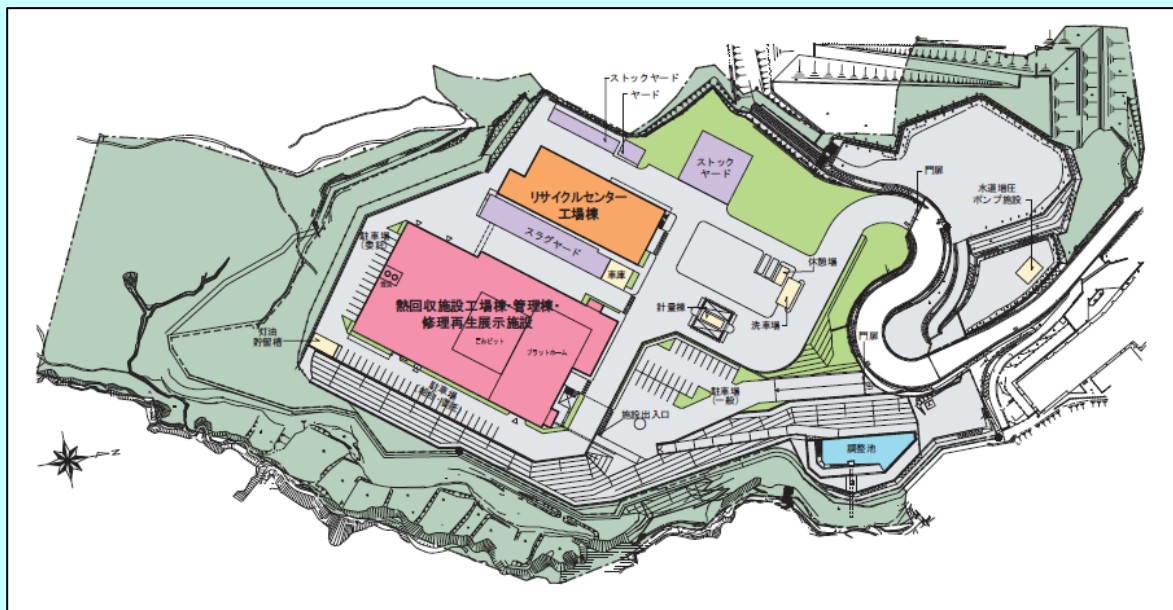 ストックヤード
ヤード
ストック
ヤード
門扉
水道増圧
ポンプ施設
リサイクルセンター
工場棟
駐車場
(委託)
スラグヤード
車庫
休憩場
煙突
熱回収施設工場棟・管理棟・
修理再生展示施設
計量棟
洗車場
灯油
貯留槽
ごみピット
プラットホーム
門扉
駐車場
駐車場
(一般)
施設出入口
調整池
N